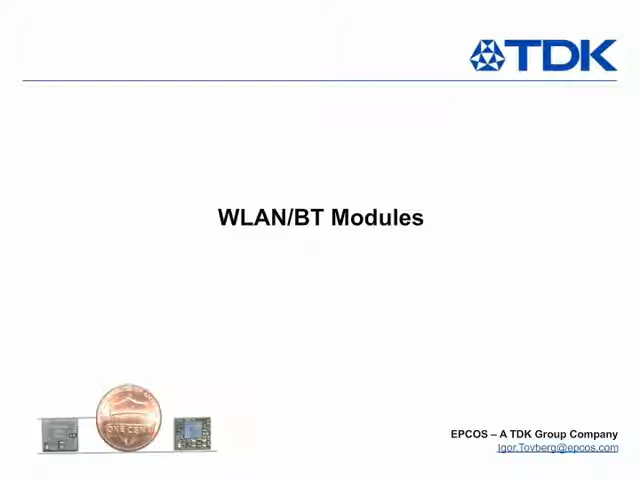 TDK
WLAN/BT Modules
ONE CENT
EPCOS – A TDK Group Company
Igor.Tovberg@epcos.com